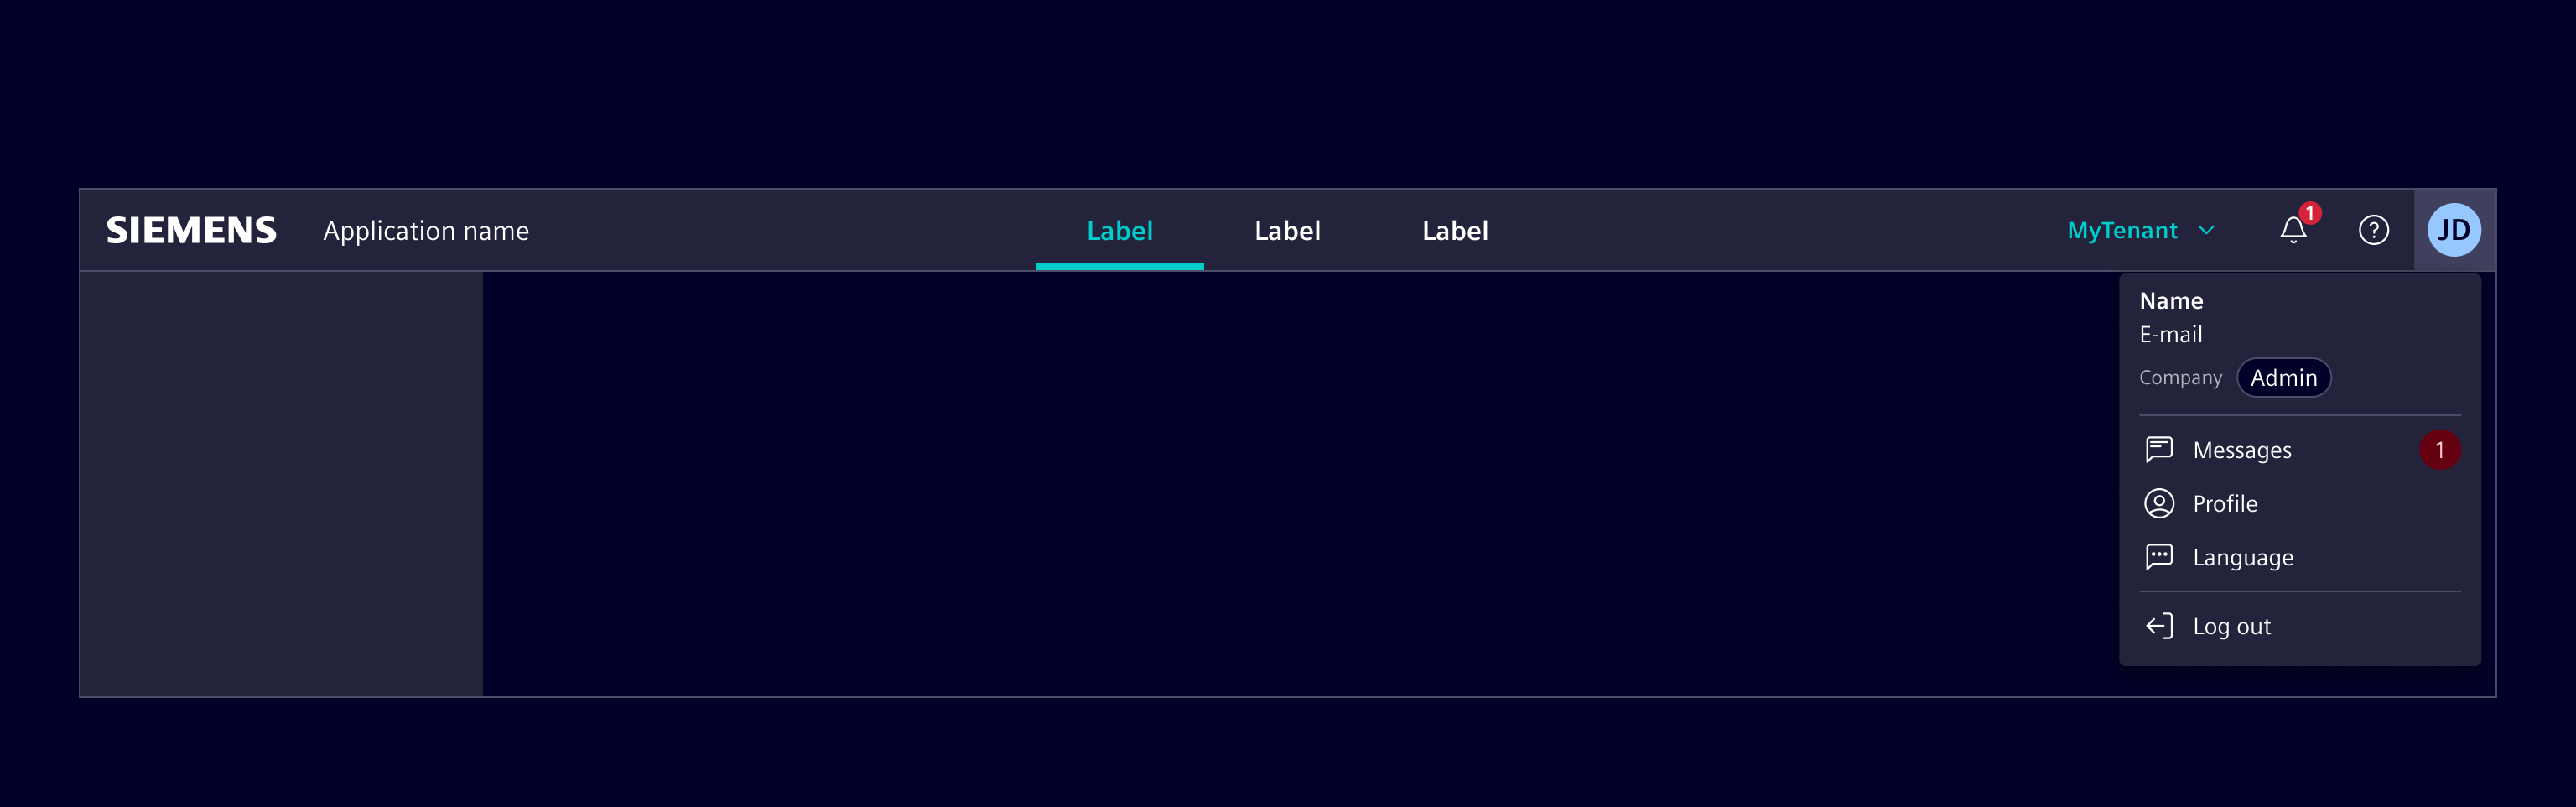 SIEMENS Application name Label Label Label MyTenant 1 ? JD
Name
E-mail
Company Admin
Messages 1
Profile
Language
Log out